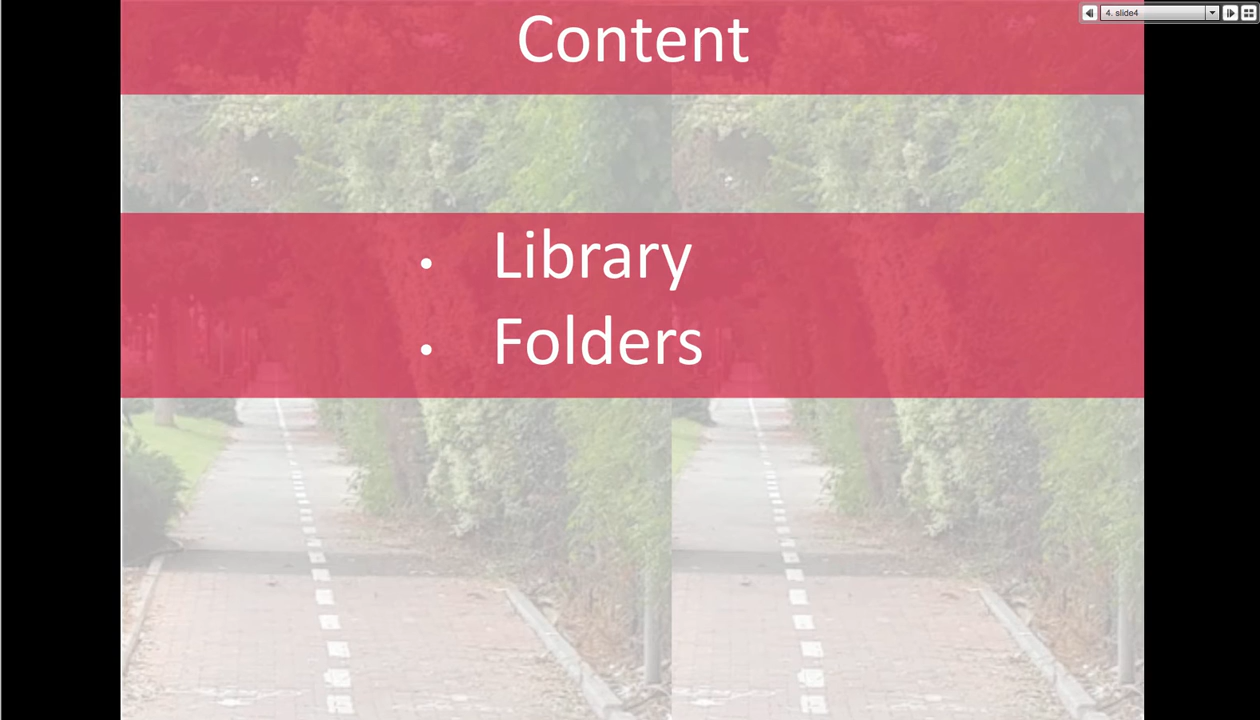 Content
4. slide4
• Library
• Folders